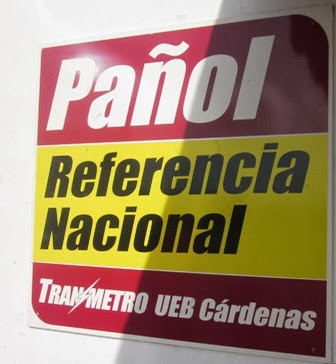 Pañol
Referencia
Nacional
TRANSMETRO UEB Cárdenas